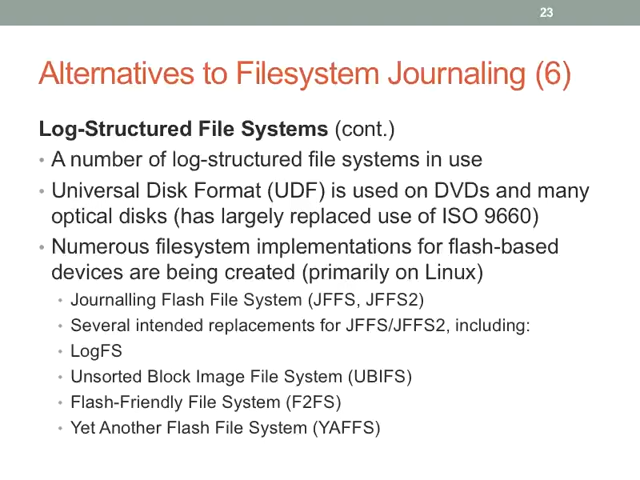 23
Alternatives to Filesystem Journaling (6)
Log-Structured File Systems (cont.)
• A number of log-structured file systems in use
• Universal Disk Format (UDF) is used on DVDs and many
optical disks (has largely replaced use of ISO 9660)
• Numerous filesystem implementations for flash-based
devices are being created (primarily on Linux)
• Journalling Flash File System (JFFS, JFFS2)
• Several intended replacements for JFFS/JFFS2, including:
• LogFS
• Unsorted Block Image File System (UBIFS)
• Flash-Friendly File System (F2FS)
• Yet Another Flash File System (YAFFS)